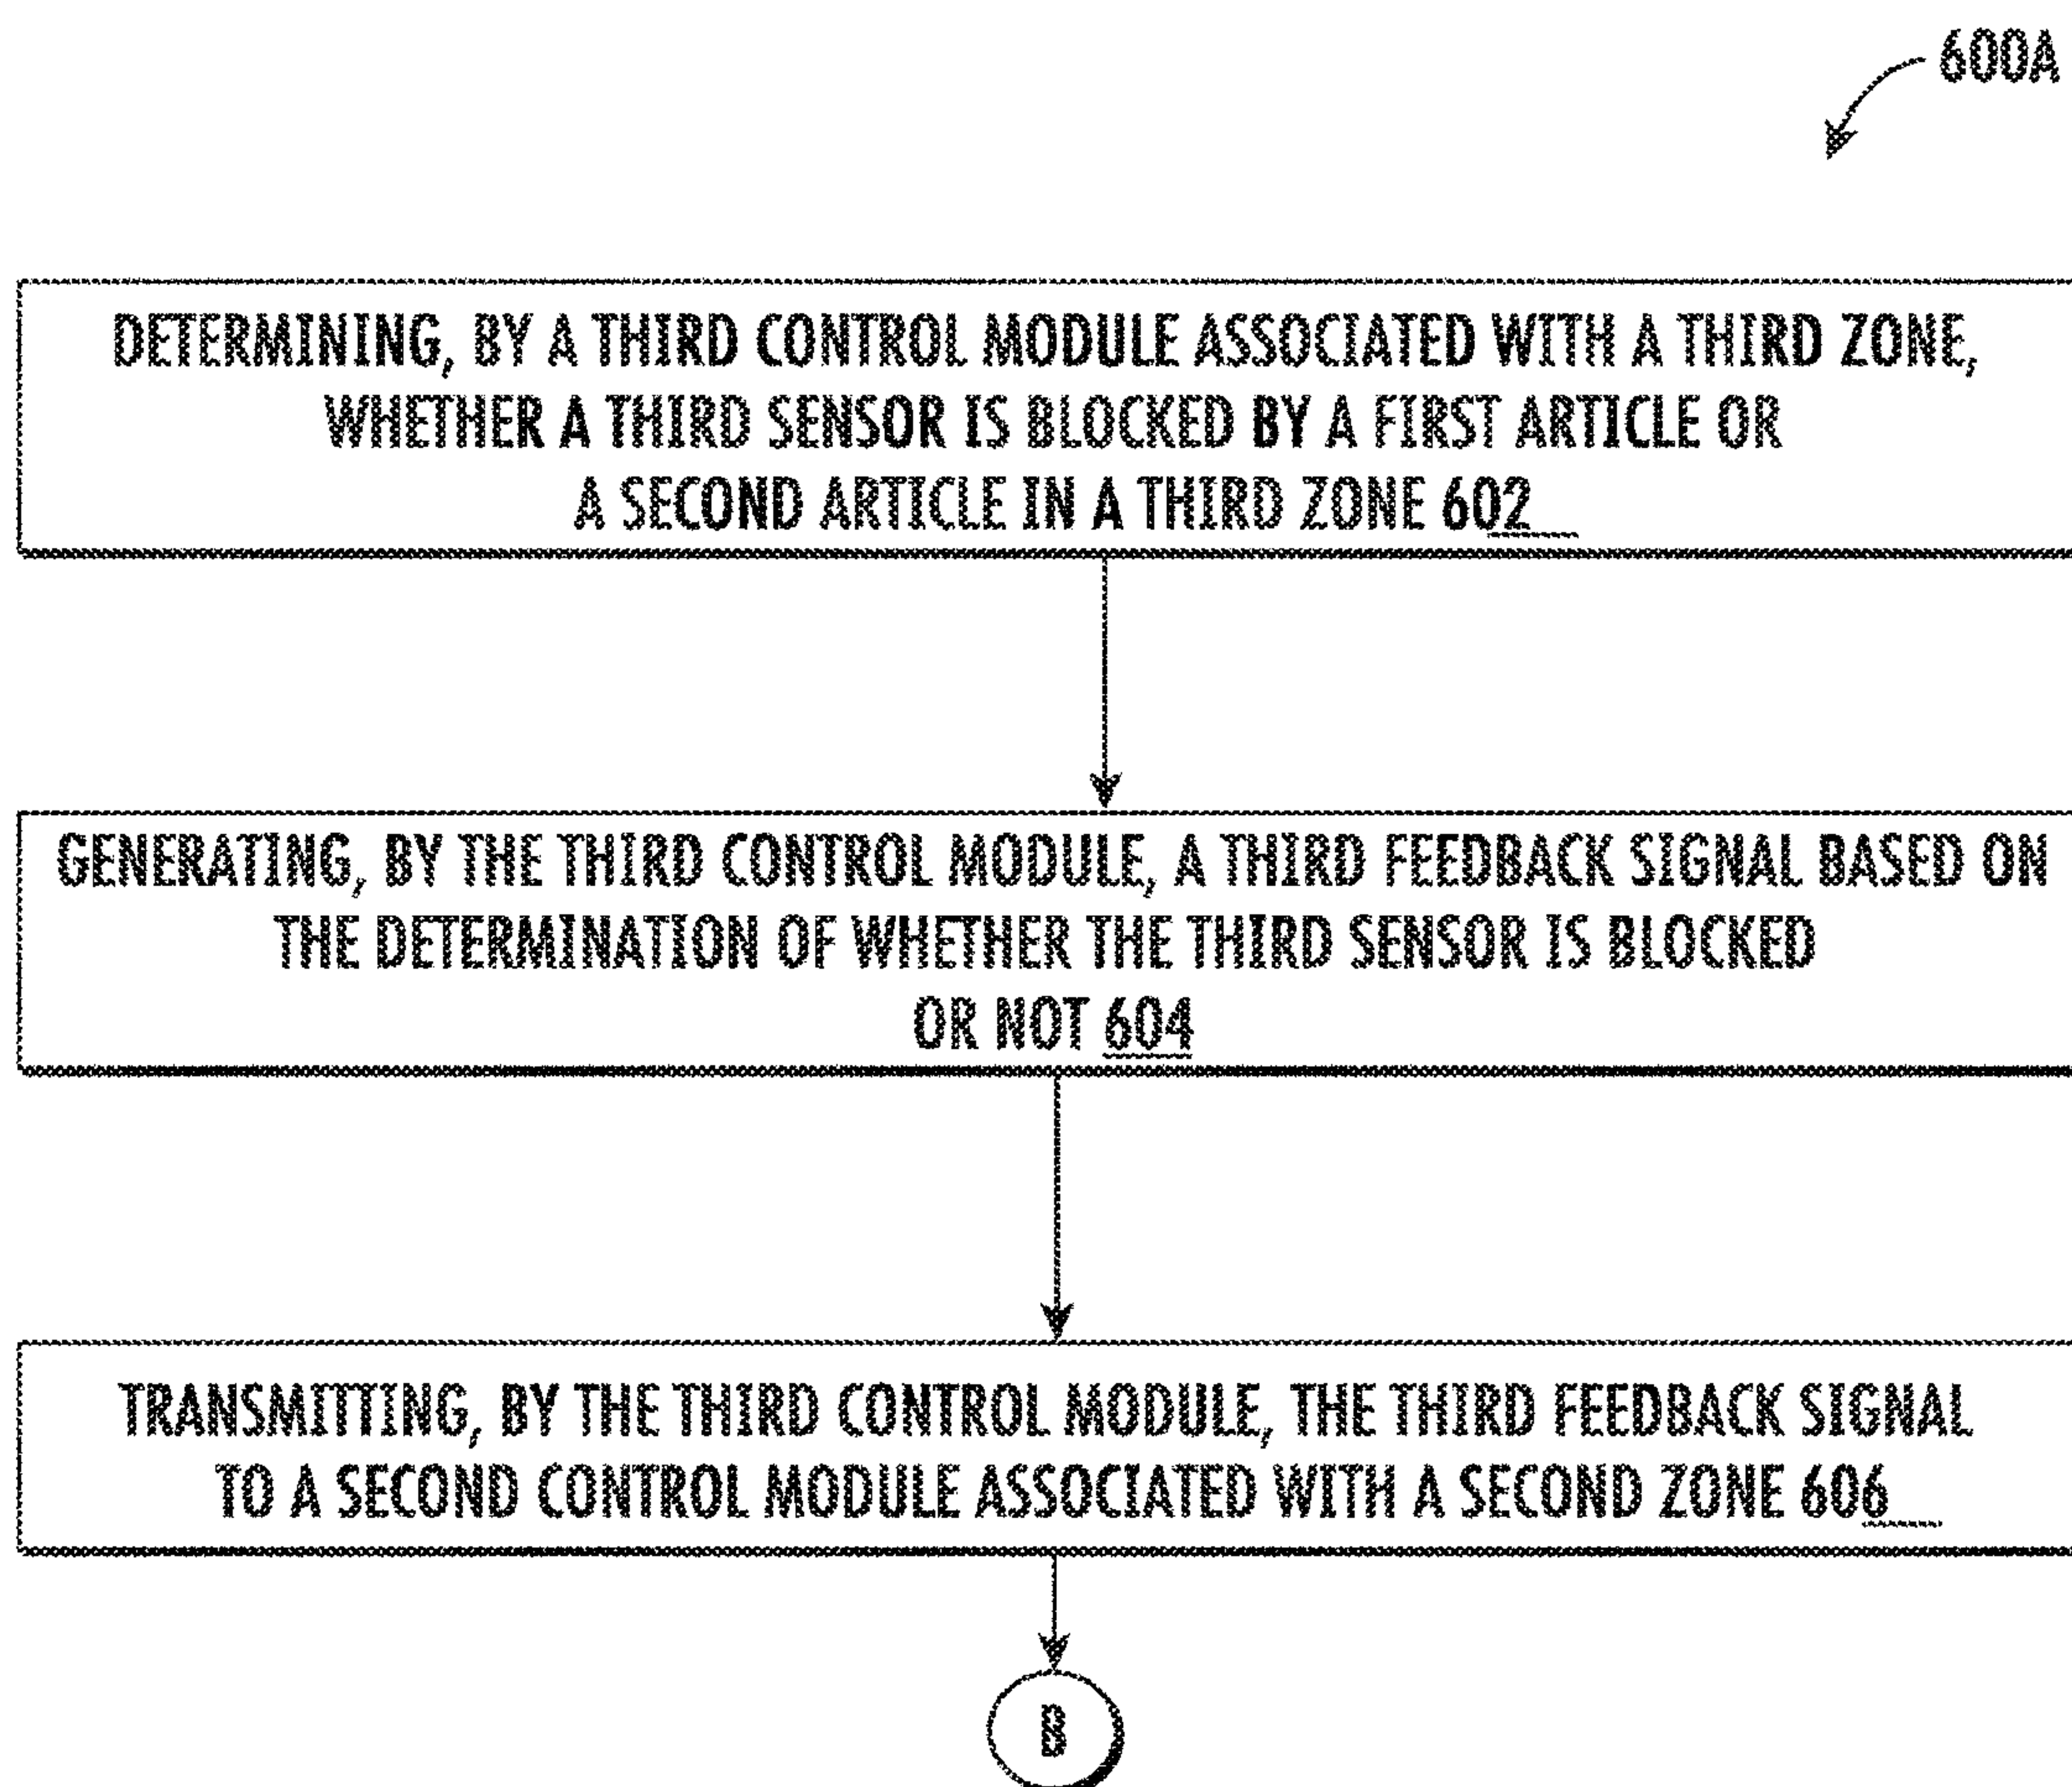 600A
DETERMINING, BY A THIRD CONTROL MODULE ASSOCIATED WITH A THIRD ZONE,
WHETHER A THIRD SENSOR IS BLOCKED BY A FIRST ARTICLE OR
A SECOND ARTICLE IN A THIRD ZONE 602
GENERATING, BY THE THIRD CONTROL MODULE, A THIRD FEEDBACK SIGNAL BASED ON
THE DETERMINATION OF WHETHER THE THIRD SENSOR IS BLOCKED
OR NOT 604
TRANSMITTING, BY THE THIRD CONTROL MODULE, THE THIRD FEEDBACK SIGNAL
TO A SECOND CONTROL MODULE ASSOCIATED WITH A SECOND ZONE 606
B